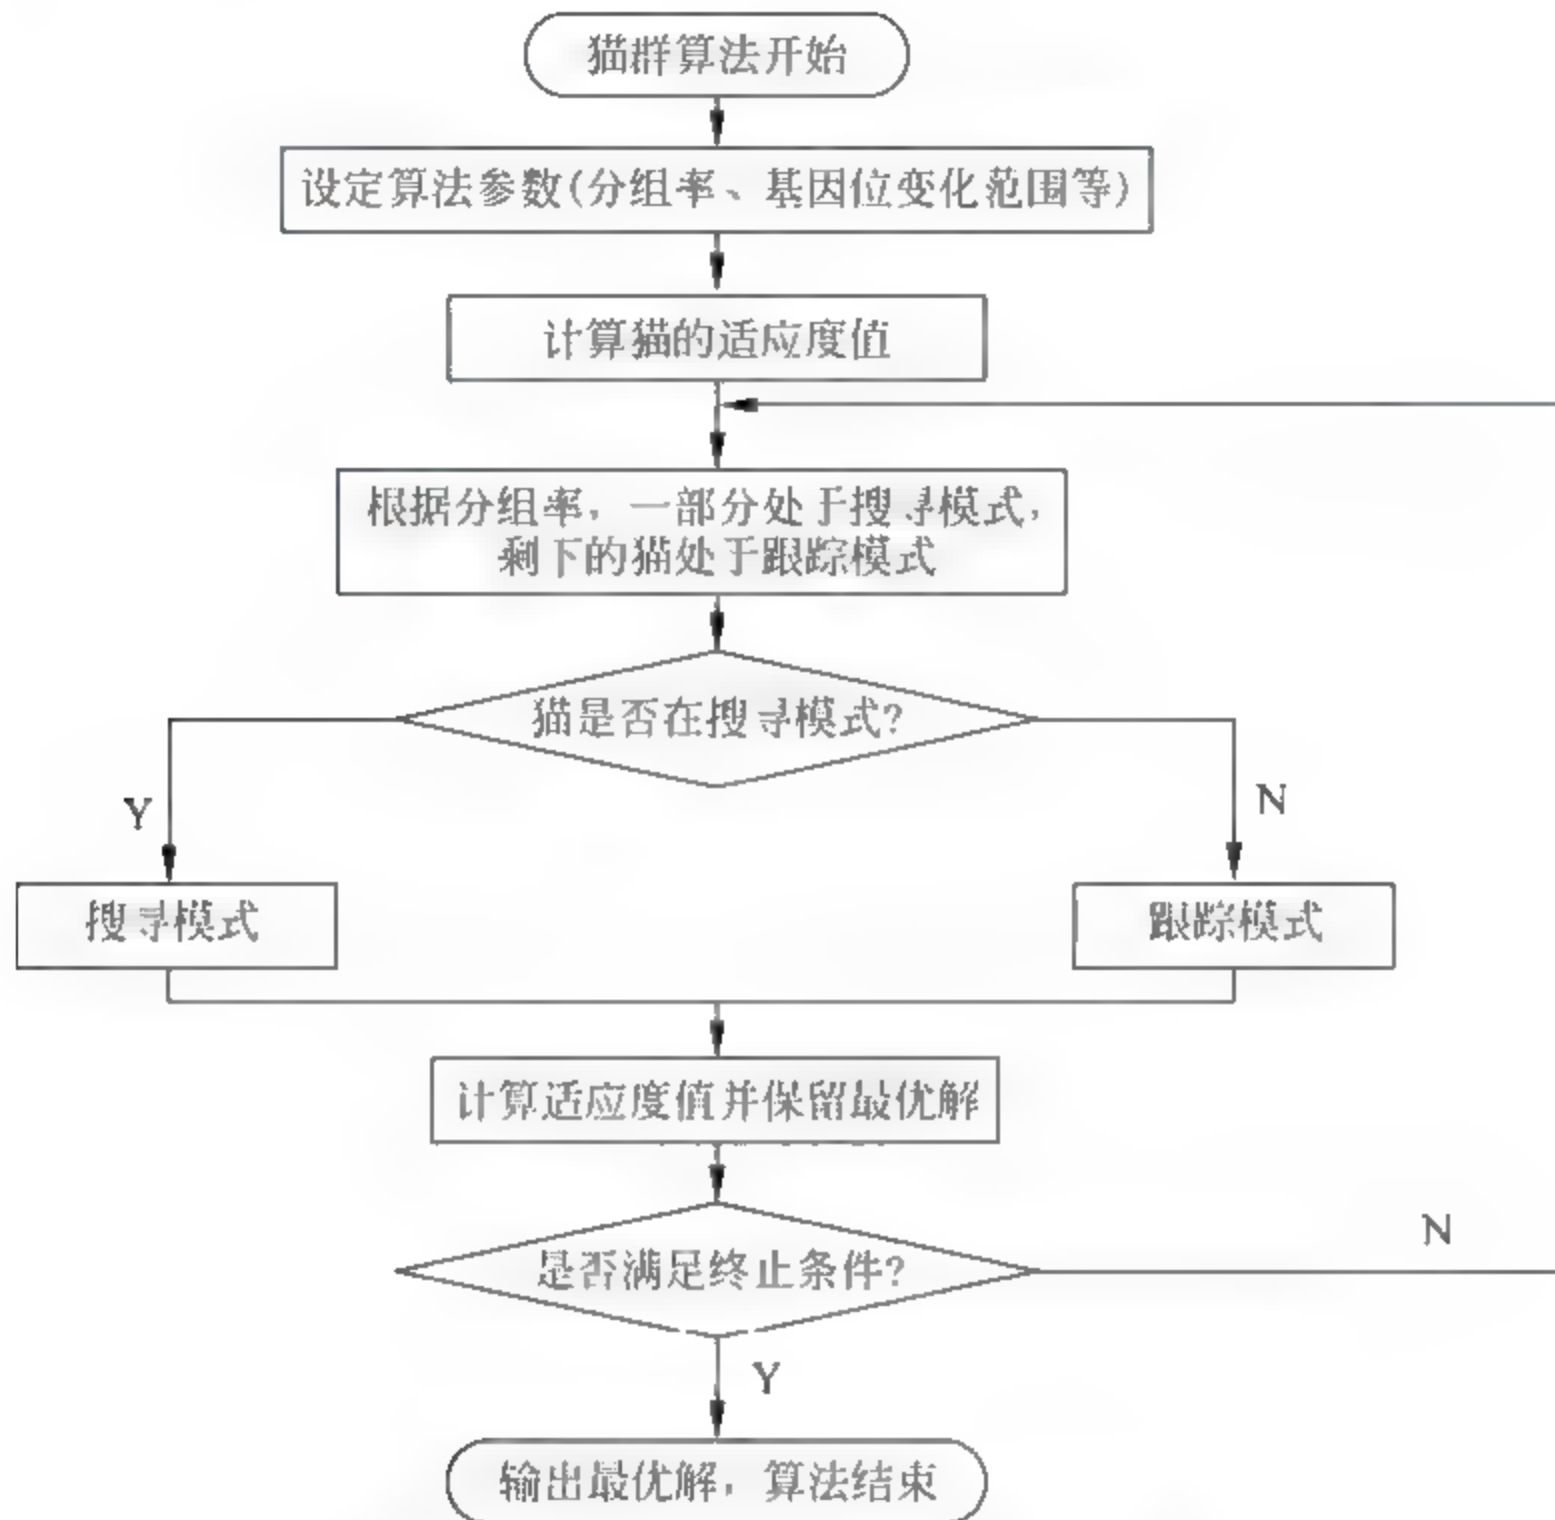 猫群算法开始
设定算法参数(分组率、基因位变化范围等)
计算猫的适应度值
根据分组率，一部分处于搜寻模式，
剩下的猫处于跟踪模式
猫是否在搜寻模式?
Y
N
搜寻模式
跟踪模式
计算适应度值并保留最优解
是否满足终止条件?
N
Y
输出最优解，算法结束